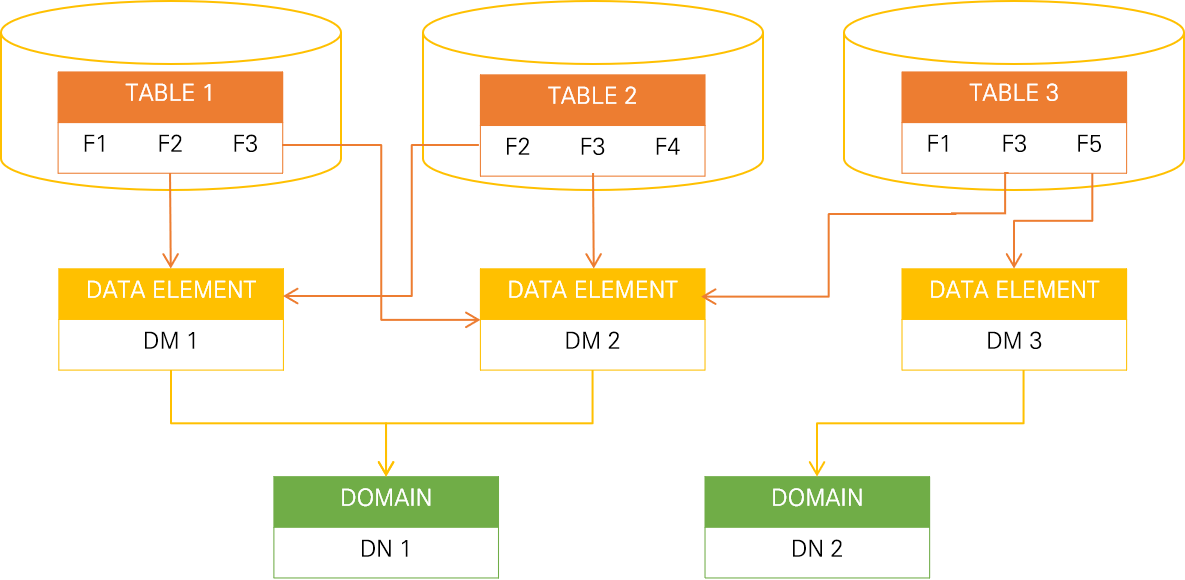 TABLE 1
F1 F2 F3
TABLE 2
F2 F3 F4
TABLE 3
F1 F3 F5
DATA ELEMENT
DM 1
DATA ELEMENT
DM 2
DATA ELEMENT
DM 3
DOMAIN
DN 1
DOMAIN
DN 2